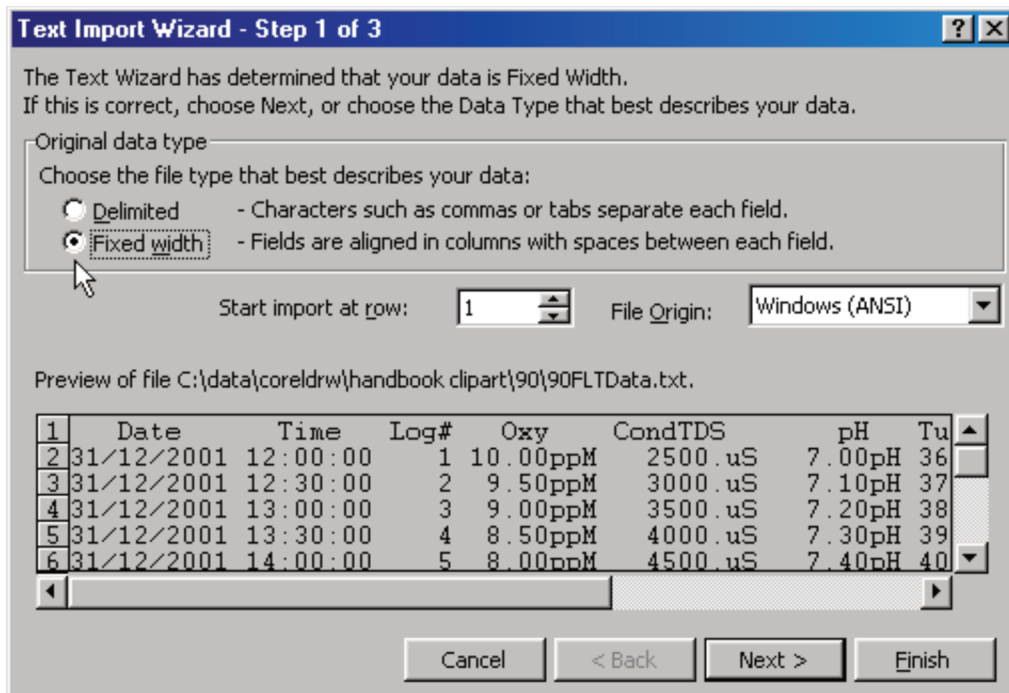 Text Import Wizard - Step 1 of 3
The Text Wizard has determined that your data is Fixed Width.
If this is correct, choose Next, or choose the Data Type that best describes your data.
Original data type
Choose the file type that best describes your data:
Delimited - Characters such as commas or tabs separate each field.
Fixed width - Fields are aligned in columns with spaces between each field.
Start import at row: 1 File Origin: Windows (ANSI)
Preview of file C:\data\coreldrw\handbook clipart\90\90FLTData.txt.
1 Date Time Log# Oxy CondTDS pH Tu
2 31/12/2001 12:00:00 1 10.00ppM 2500.uS 7.00pH 36
3 31/12/2001 12:30:00 2 9.50ppM 3000.uS 7.10pH 37
4 31/12/2001 13:00:00 3 9.00ppM 3500.uS 7.20pH 38
5 31/12/2001 13:30:00 4 8.50ppM 4000.uS 7.30pH 39
6 31/12/2001 14:00:00 5 8.00ppM 4500.uS 7.40pH 40
Cancel < Back Next > Finish